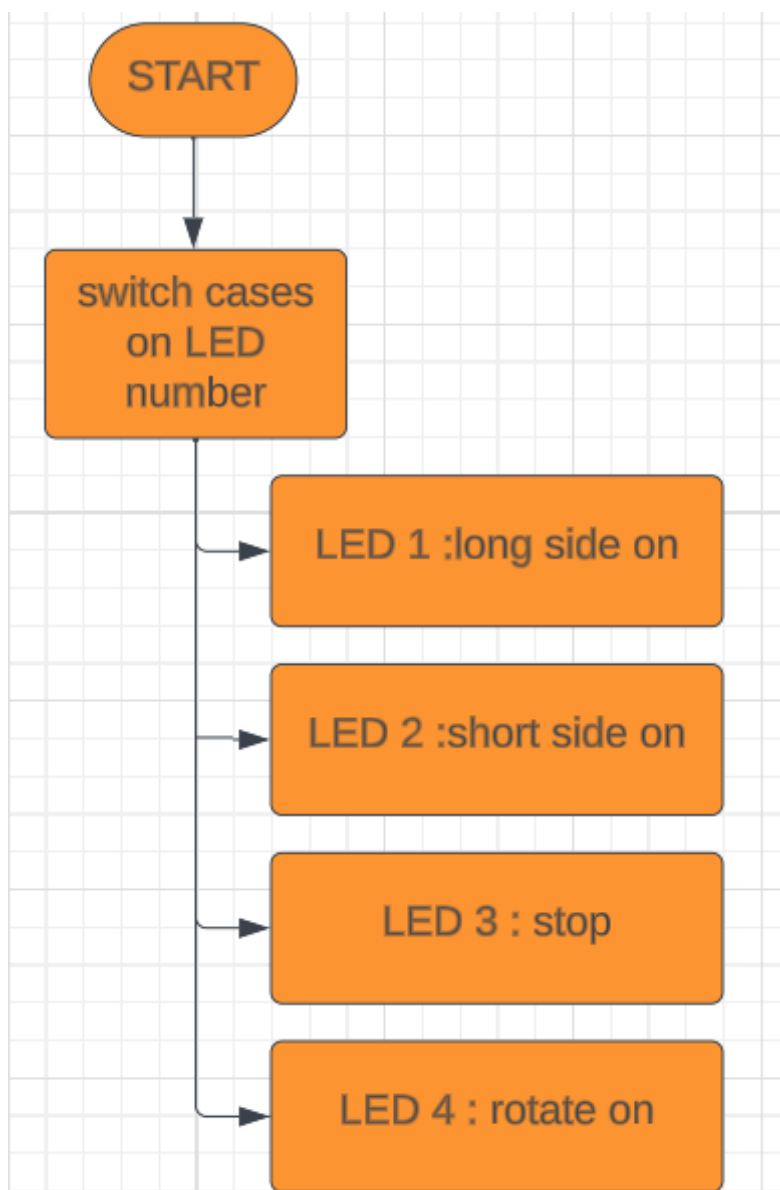 START
switch cases
on LED
number
LED 1 :long side on
LED 2 :short side on
LED 3 : stop
LED 4 : rotate on